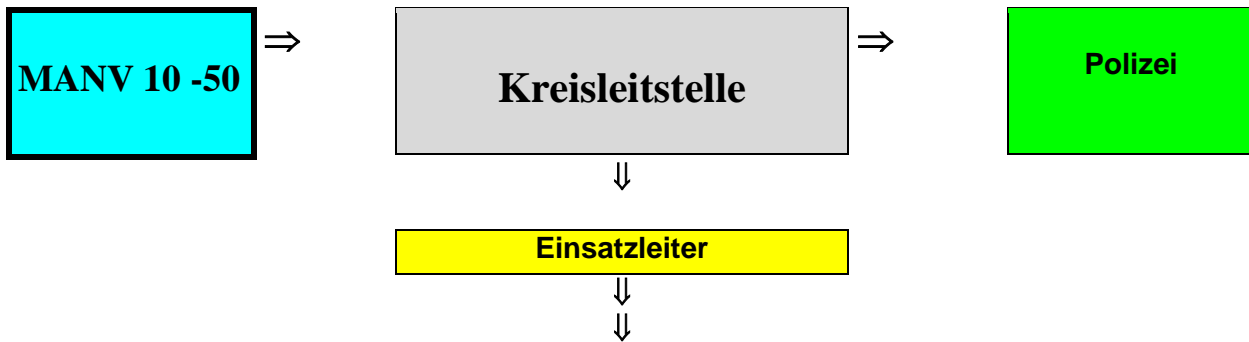 MANV 10 -50
⇒
Kreisleitstelle
⇒
Polizei
⇓
Einsatzleiter
⇓
⇓